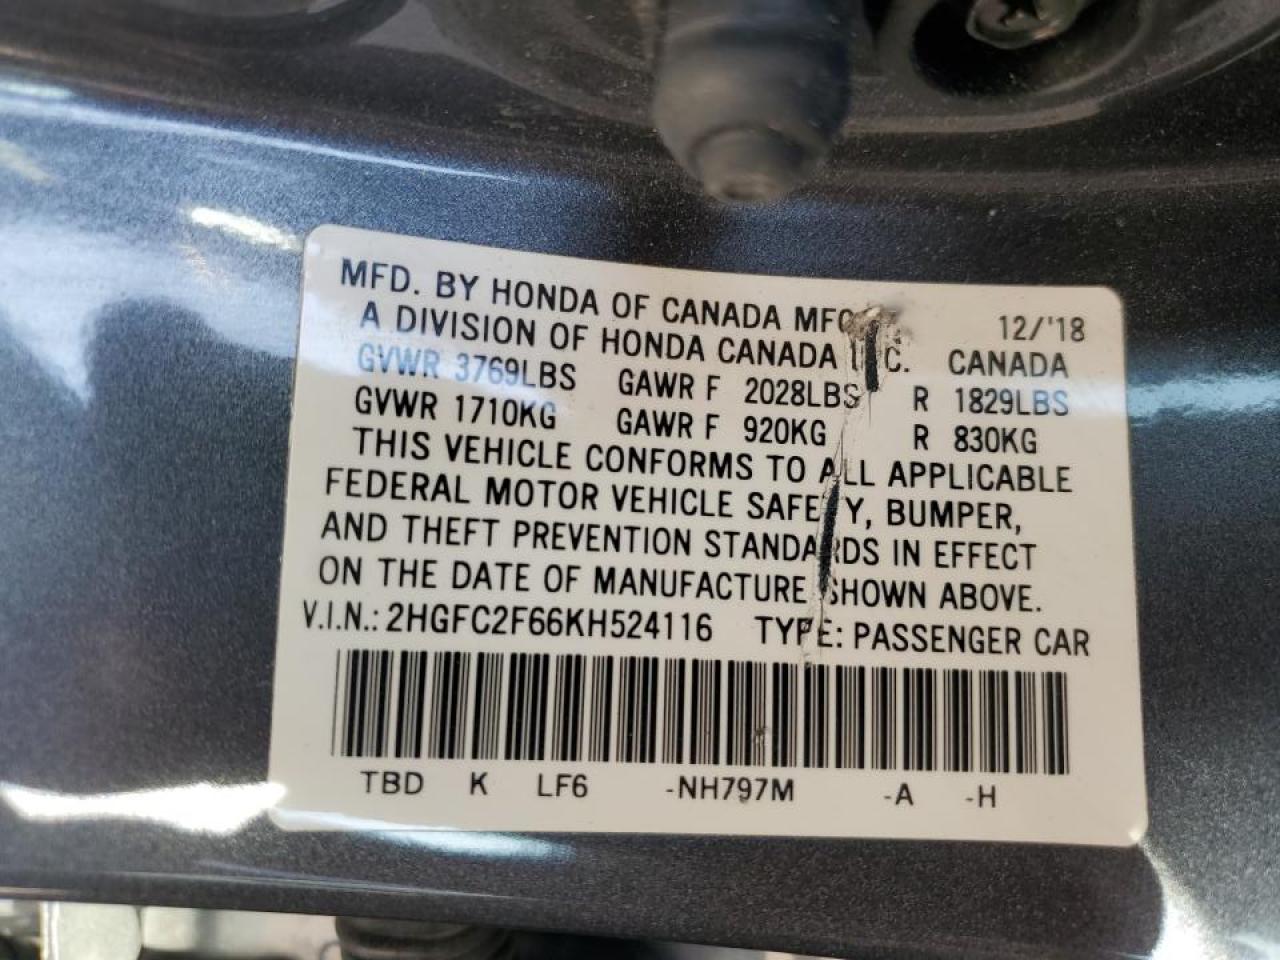 MFD. BY HONDA OF CANADA MFG. 12/'18
A DIVISION OF HONDA CANADA INC. CANADA
GVWR 3769LBS GAWR F 2028LBS R 1829LBS
GVWR 1710KG GAWR F 920KG R 830KG
THIS VEHICLE CONFORMS TO ALL APPLICABLE
FEDERAL MOTOR VEHICLE SAFETY, BUMPER,
AND THEFT PREVENTION STANDARDS IN EFFECT
ON THE DATE OF MANUFACTURE SHOWN ABOVE.
V.I.N.: 2HGFC2F66KH524116 TYPE: PASSENGER CAR
TBD K LF6 -NH797M -A -H